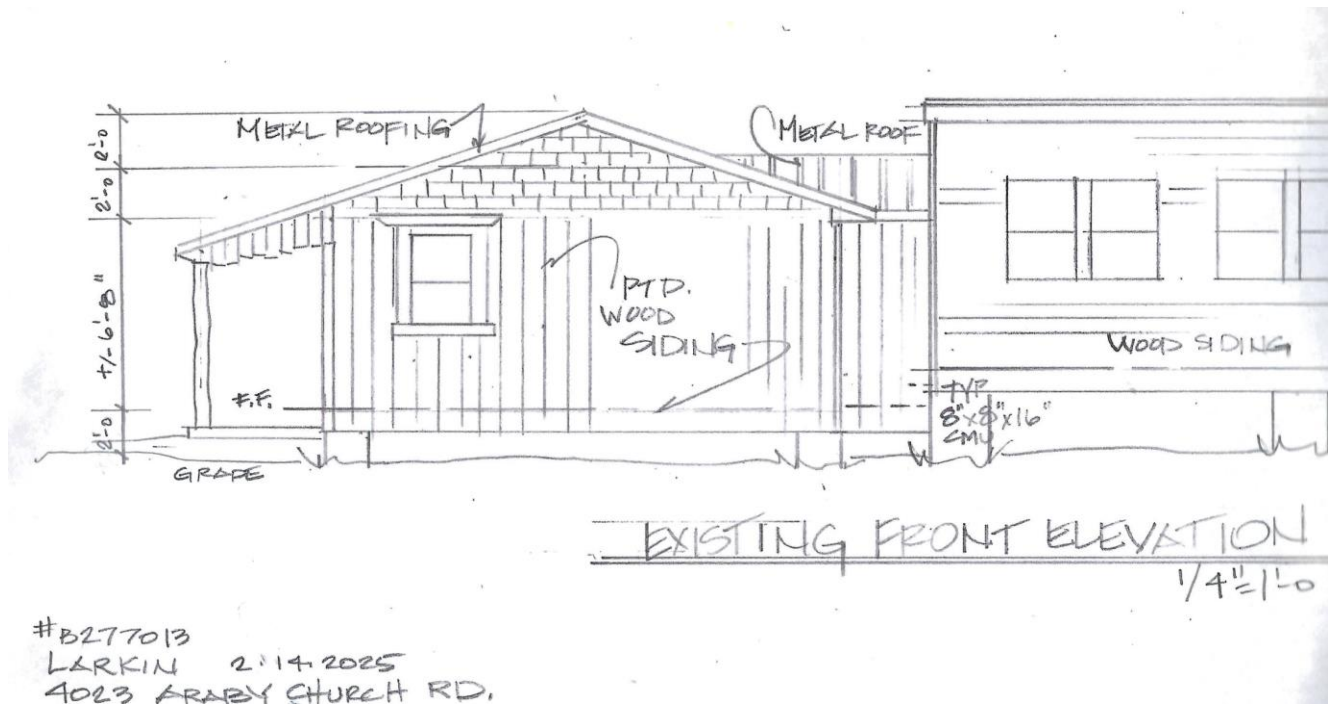 METAL ROOFING
METAL ROOF
2'-0
2'-0
+/- 6'-8"
2'-0
PTD.
WOOD
SIDING
WOOD SIDING
F.F.
TYP
8"x8"x16"
CMU
GRADE
EXISTING FRONT ELEVATION
1/4"=1'-0
#B277013
LARKIN 2.14.2025
4023 ARABY CHURCH RD.